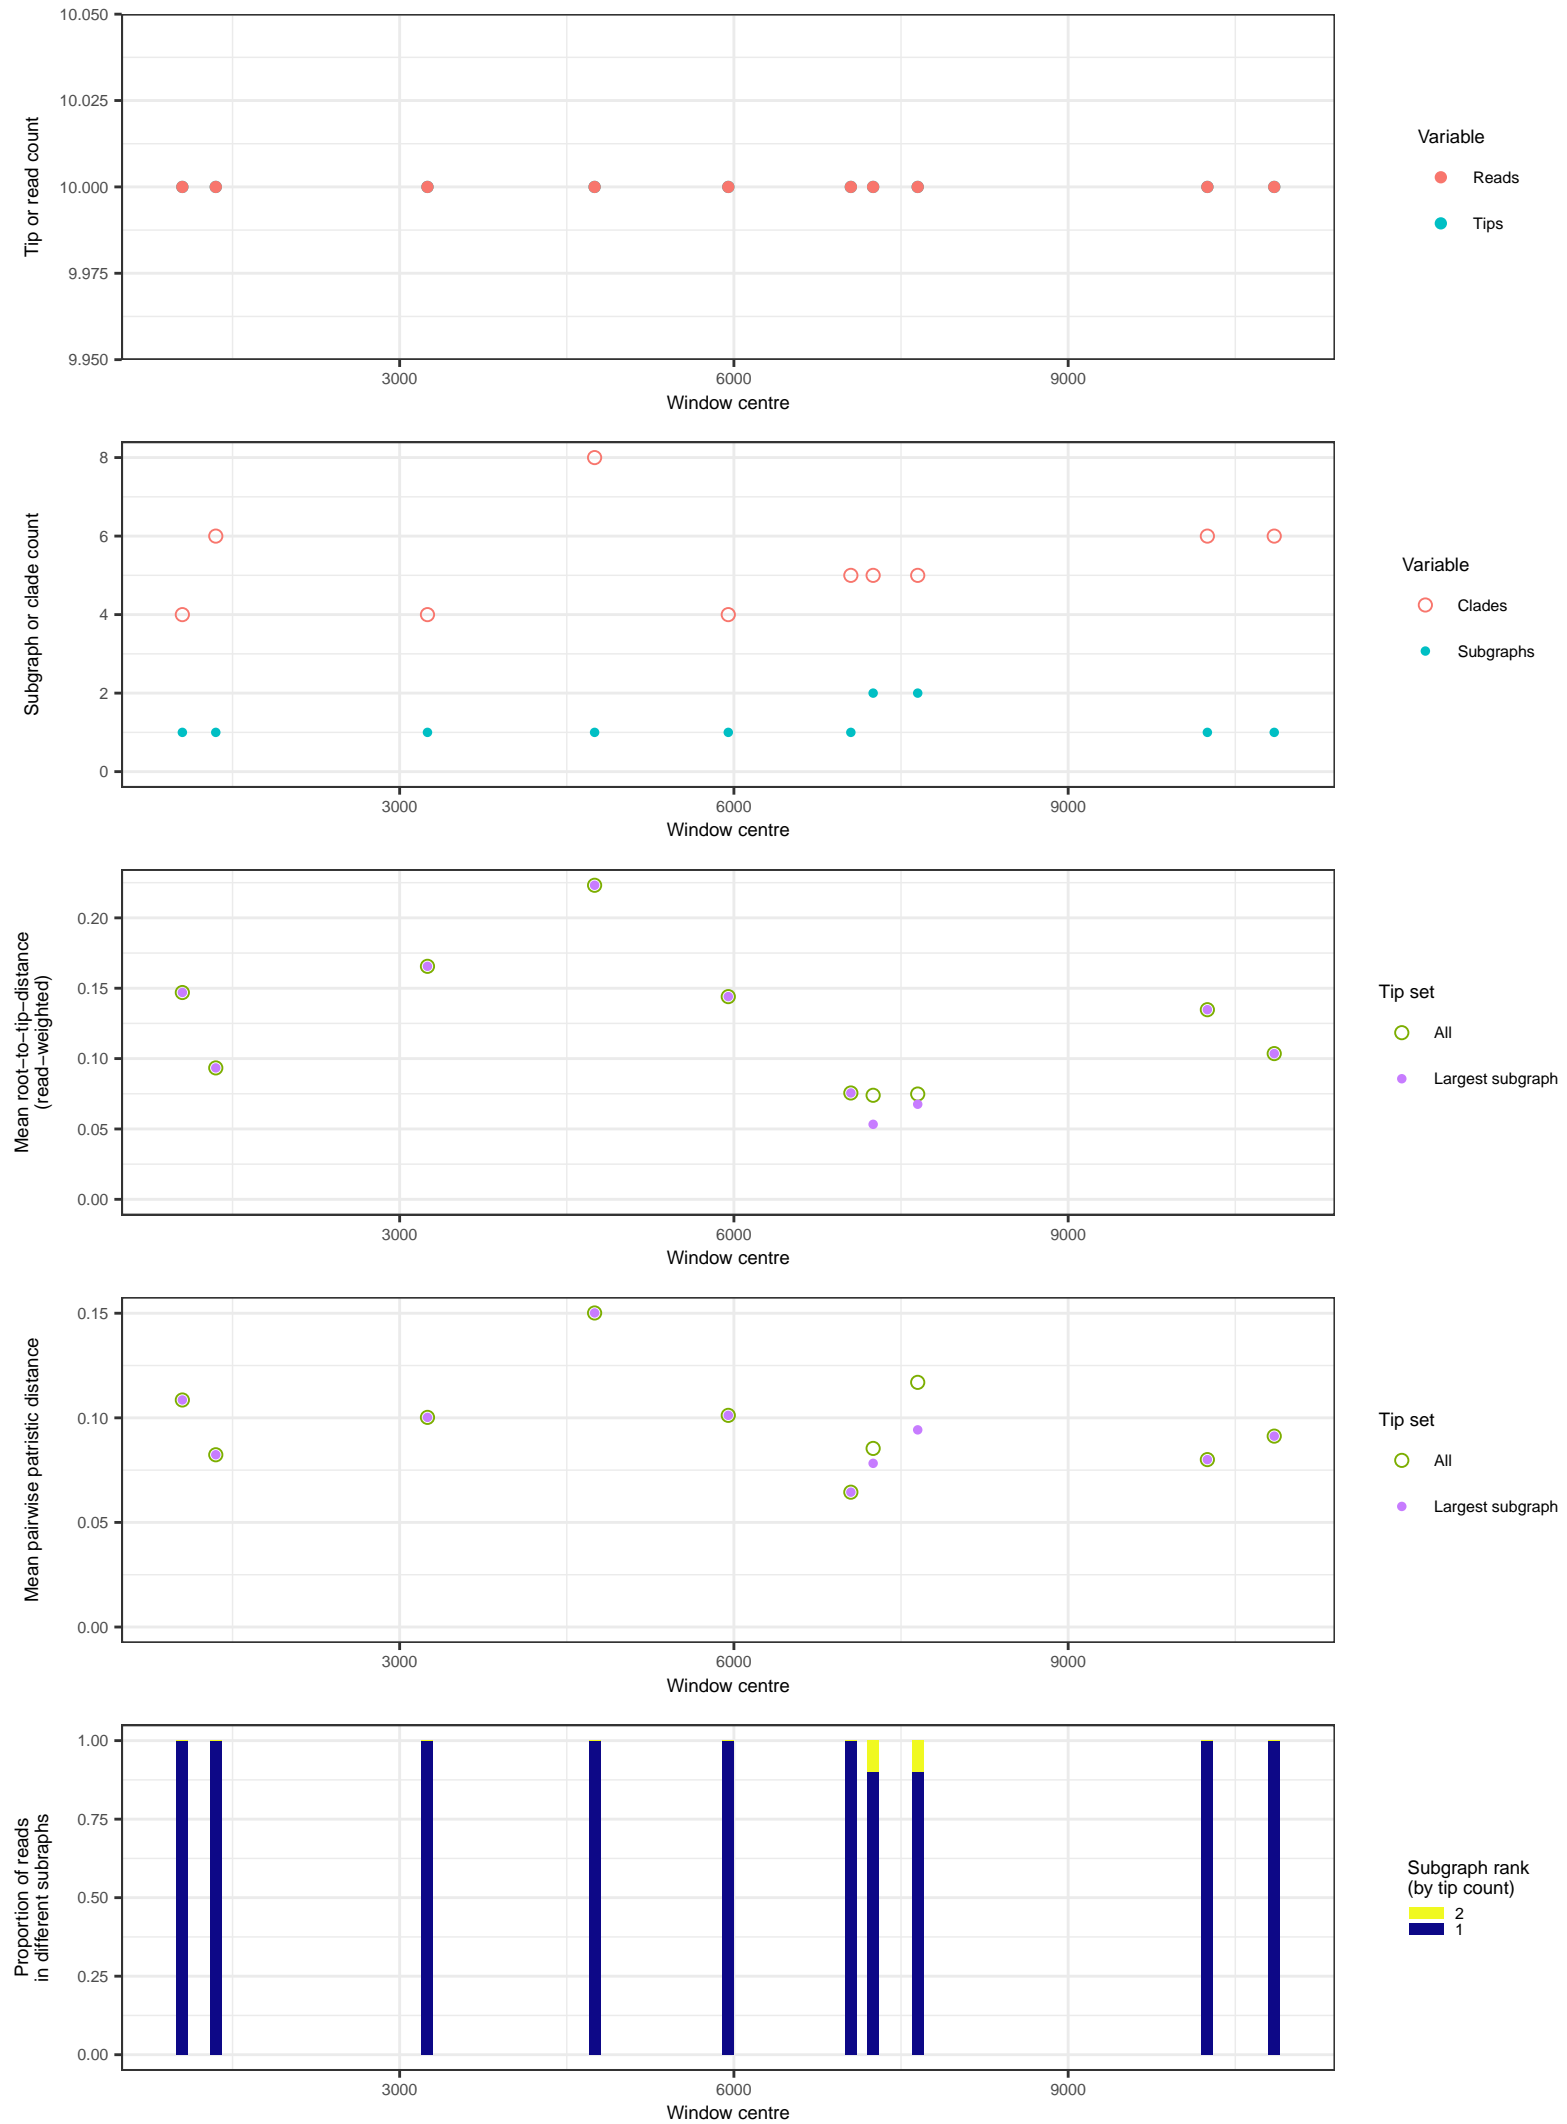 10.050
10.025
10.000
9.975
9.950
Tip or read count
3000
6000
9000
Window centre
Variable
Reads
Tips
8
6
4
2
0
Subgraph or clade count
3000
6000
9000
Window centre
Variable
Clades
Subgraphs
0.20
0.15
0.10
0.05
0.00
Mean root−to−tip−distance
(read−weighted)
3000
6000
9000
Window centre
Tip set
All
Largest subgraph
0.15
0.10
0.05
0.00
Mean pairwise patristic distance
3000
6000
9000
Window centre
Tip set
All
Largest subgraph
1.00
0.75
0.50
0.25
0.00
Proportion of reads
in different subraphs
3000
6000
9000
Window centre
Subgraph rank
(by tip count)
2
1